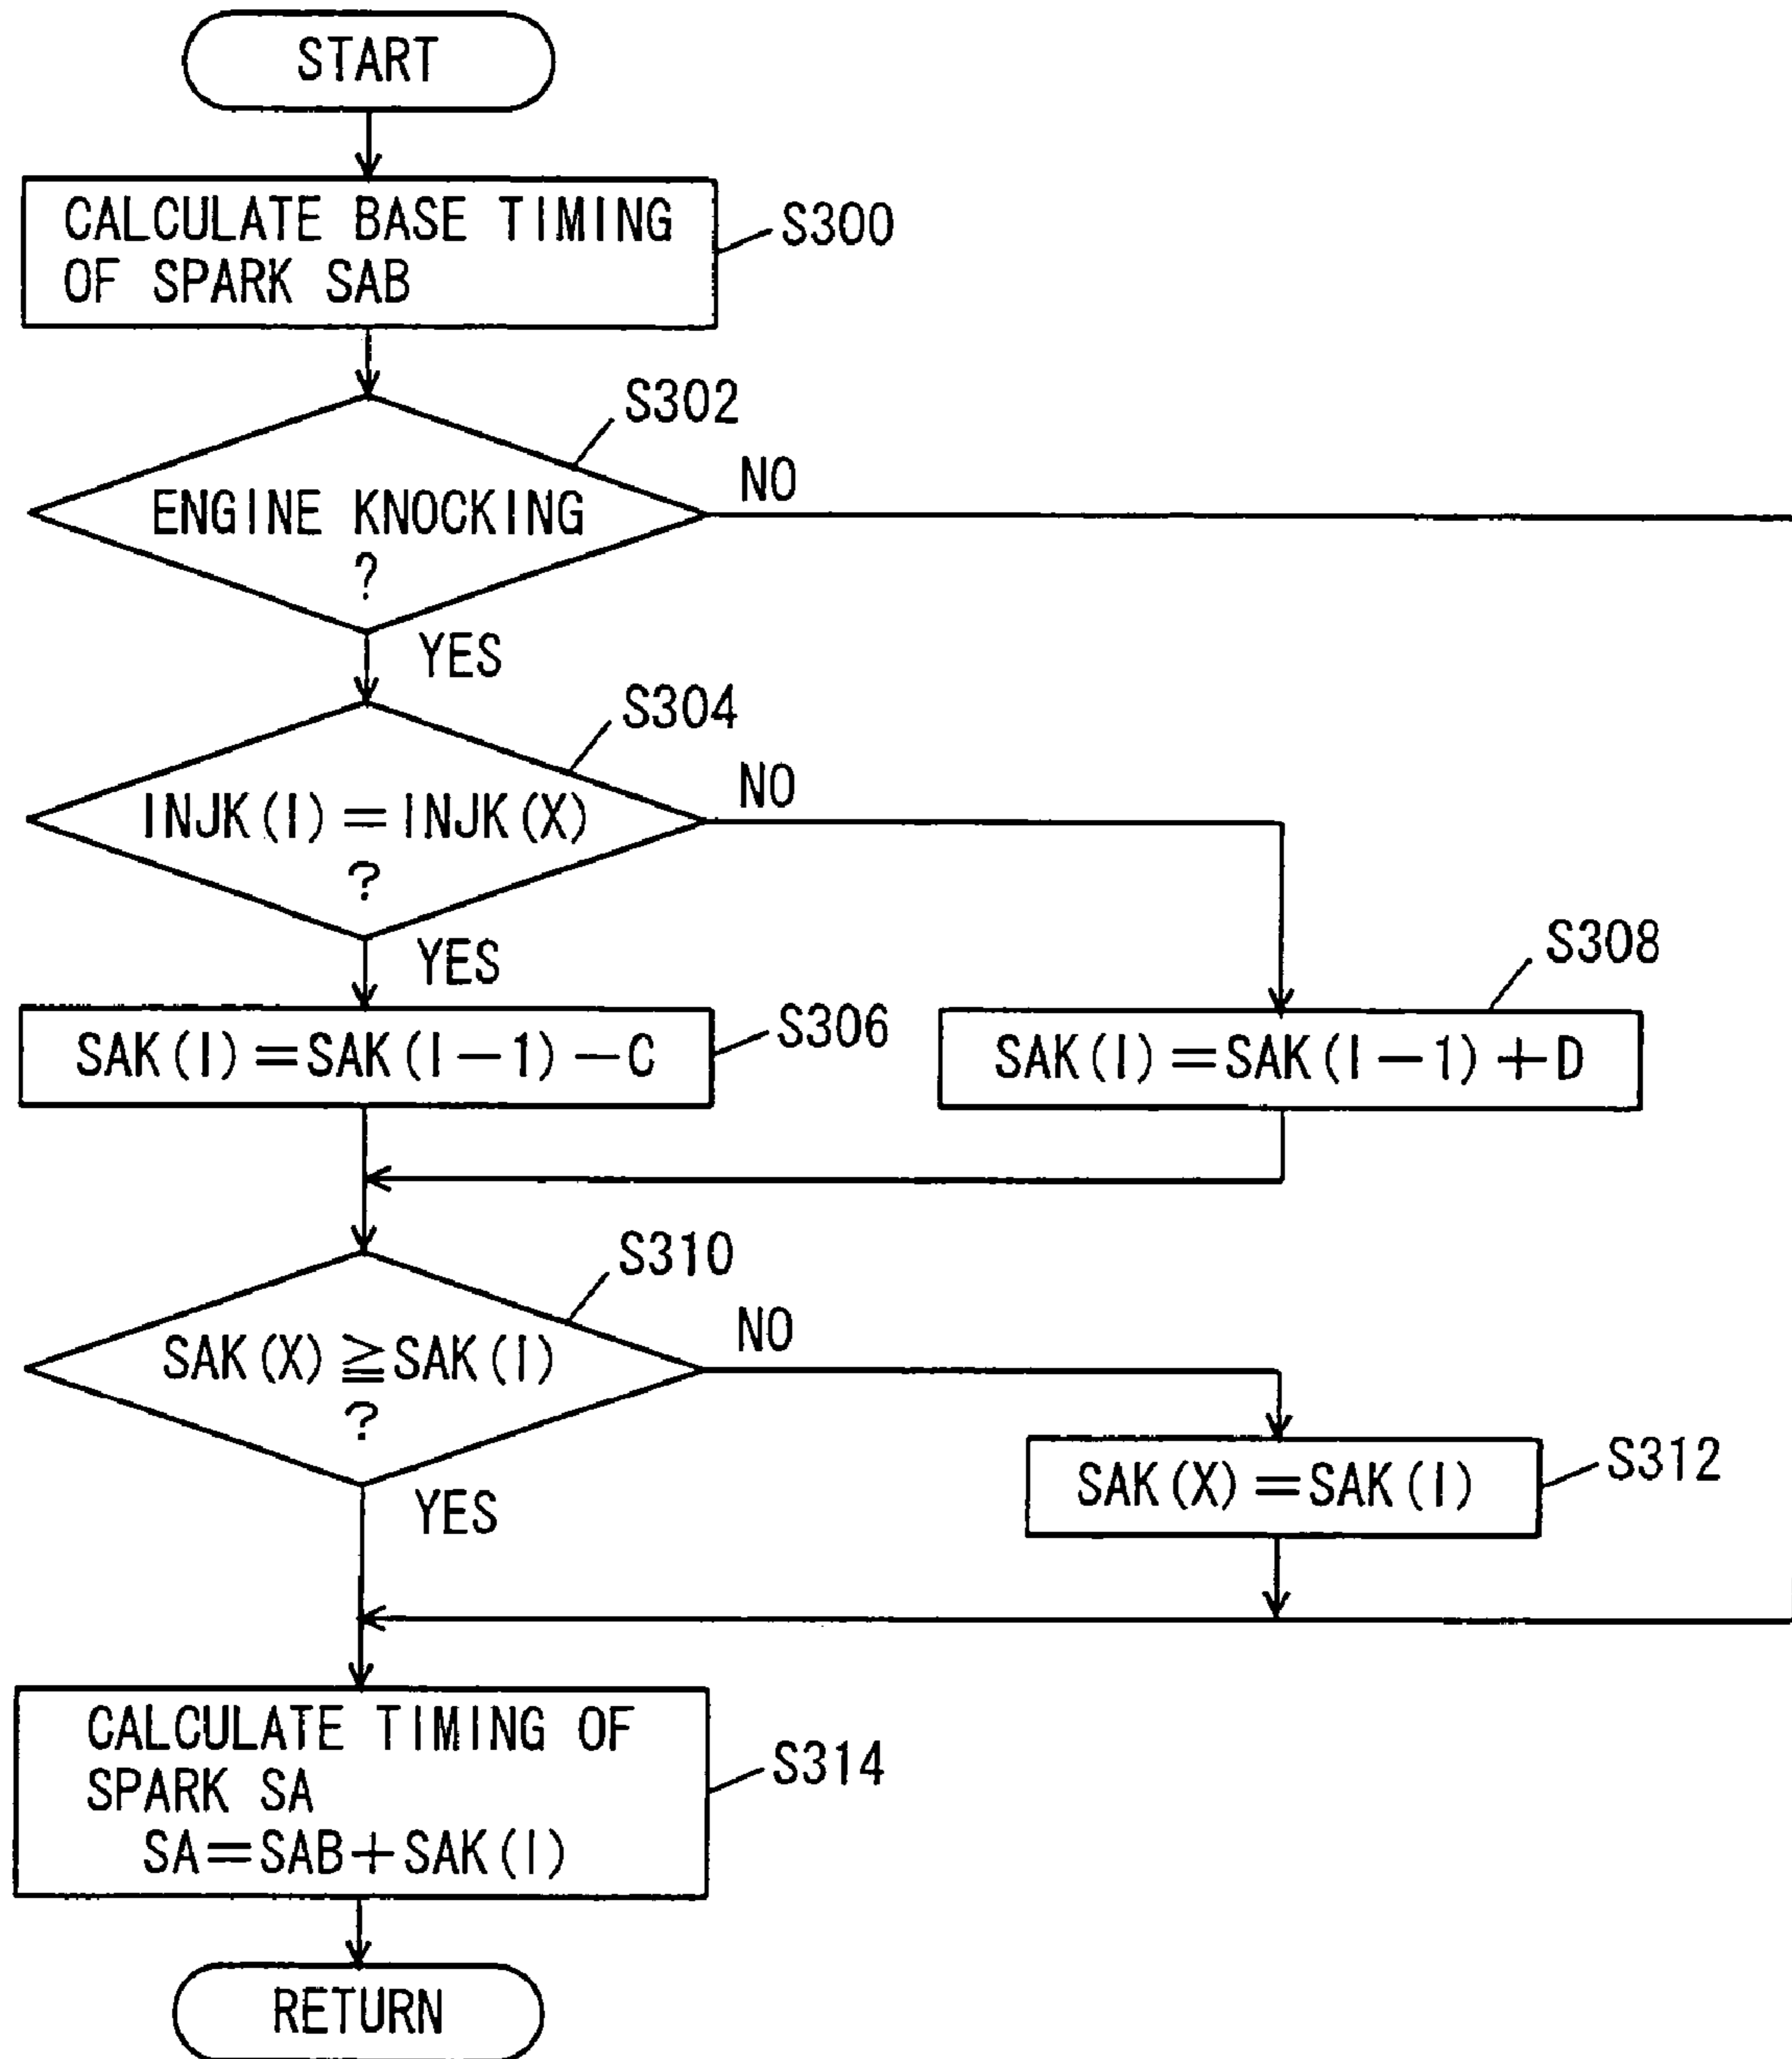 START
CALCULATE BASE TIMING
OF SPARK SAB
S300
S302
ENGINE KNOCKING
?
NO
YES
S304
INJK(I)=INJK(X)
?
NO
YES
SAK(I)=SAK(I-1)-C
S306
S308
SAK(I)=SAK(I-1)+D
S310
SAK(X)≧SAK(I)
?
NO
YES
SAK(X)=SAK(I)
S312
CALCULATE TIMING OF
SPARK SA
SA=SAB+SAK(I)
S314
RETURN